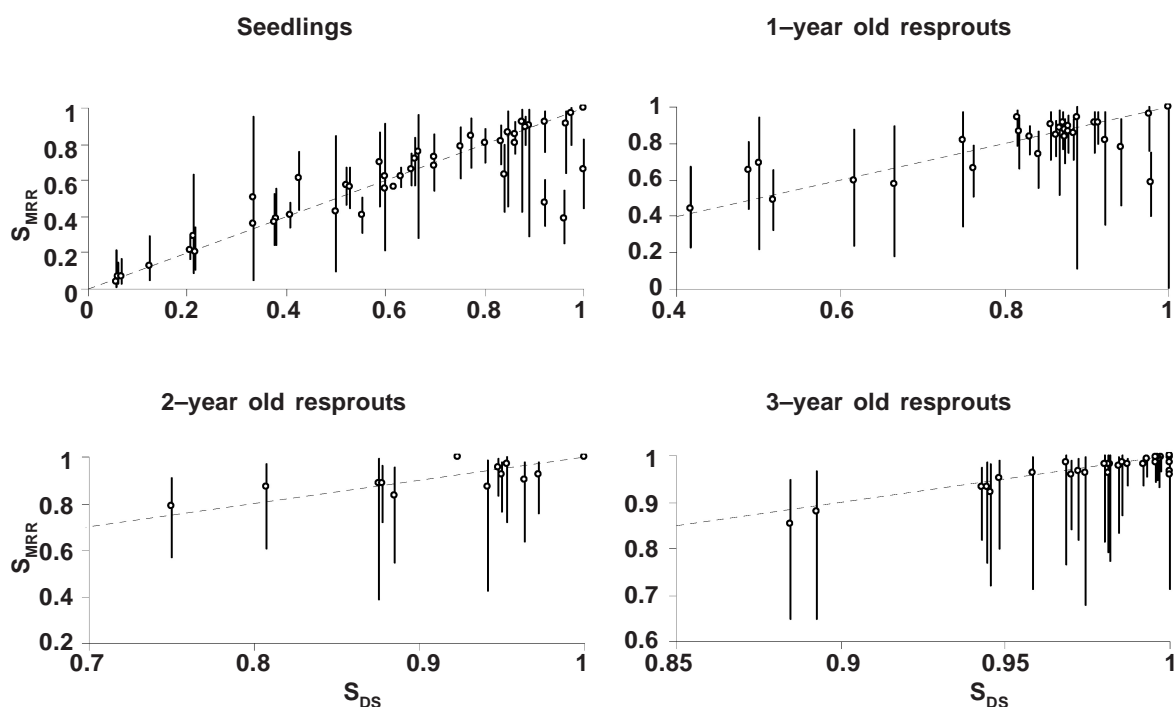 Seedlings
1–year old resprouts
S_MRR
1
0.8
0.6
0.4
0.2
0
0 0.2 0.4 0.6 0.8 1
1
0.8
0.6
0.4
0.2
0
0.4 0.6 0.8 1
2–year old resprouts
3–year old resprouts
S_MRR
1
0.8
0.6
0.4
0.2
0.7 0.8 0.9 1
S_DS
1
0.9
0.8
0.7
0.6
0.85 0.9 0.95 1
S_DS